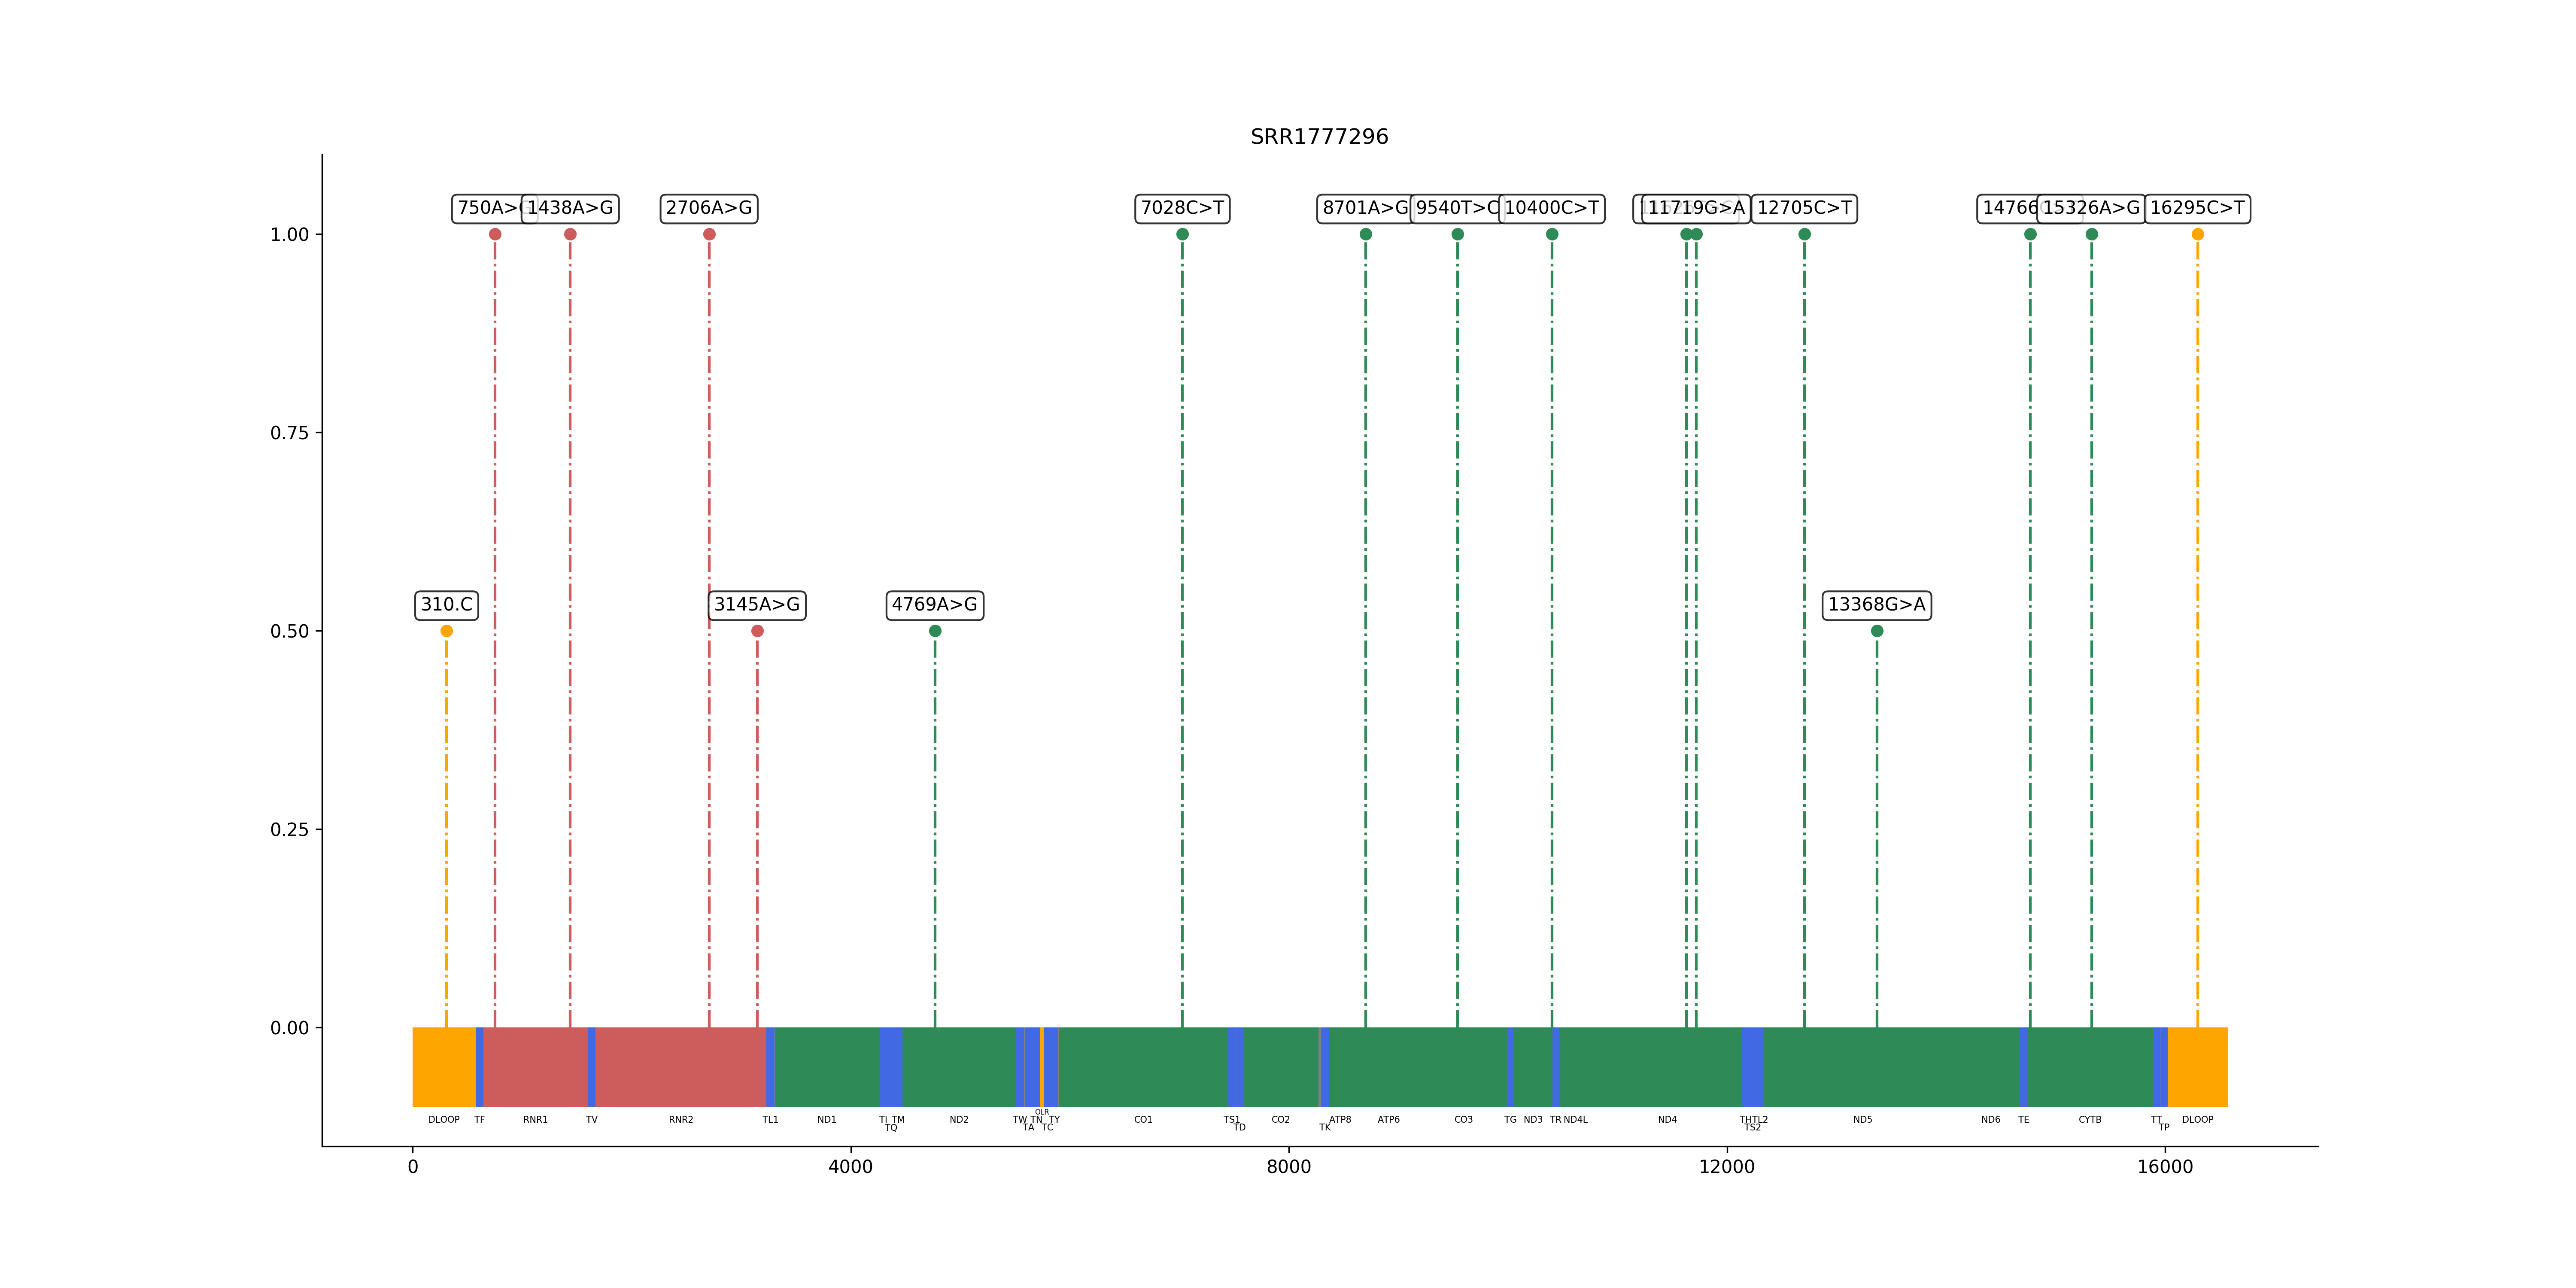 SRR1777296
750A>G 1438A>G 2706A>G 7028C>T 8701A>G 9540T>C 10400C>T 11719G>A 12705C>T 14766 15326A>G 16295C>T
1.00
0.75
310.C 3145A>G 4769A>G 13368G>A
0.50
0.25
0.00
OLR
DLOOP TF RNR1 TV RNR2 TL1 ND1 TI TM ND2 TW TN TY CO1 TS1 CO2 ATP8 ATP6 CO3 TG ND3 TR ND4L ND4 TH TL2 ND5 ND6 TE CYTB TT DLOOP
TQ TA TC TD TK TS2 TP
0 4000 8000 12000 16000